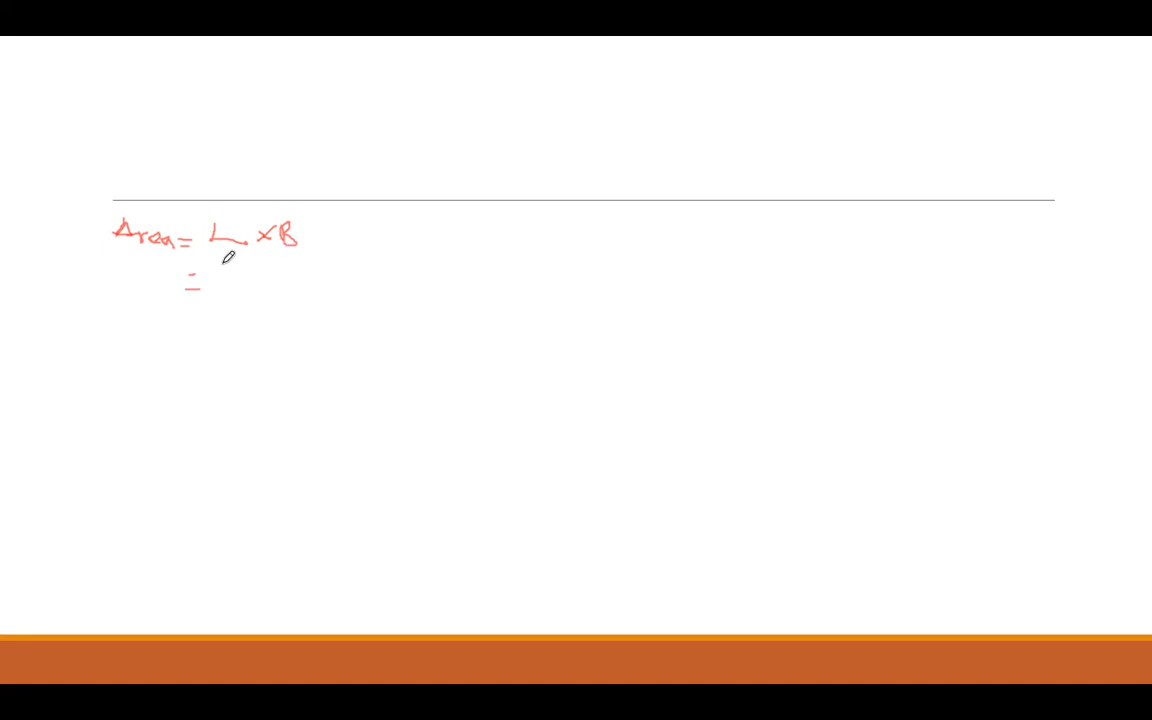 Area = L × B
=